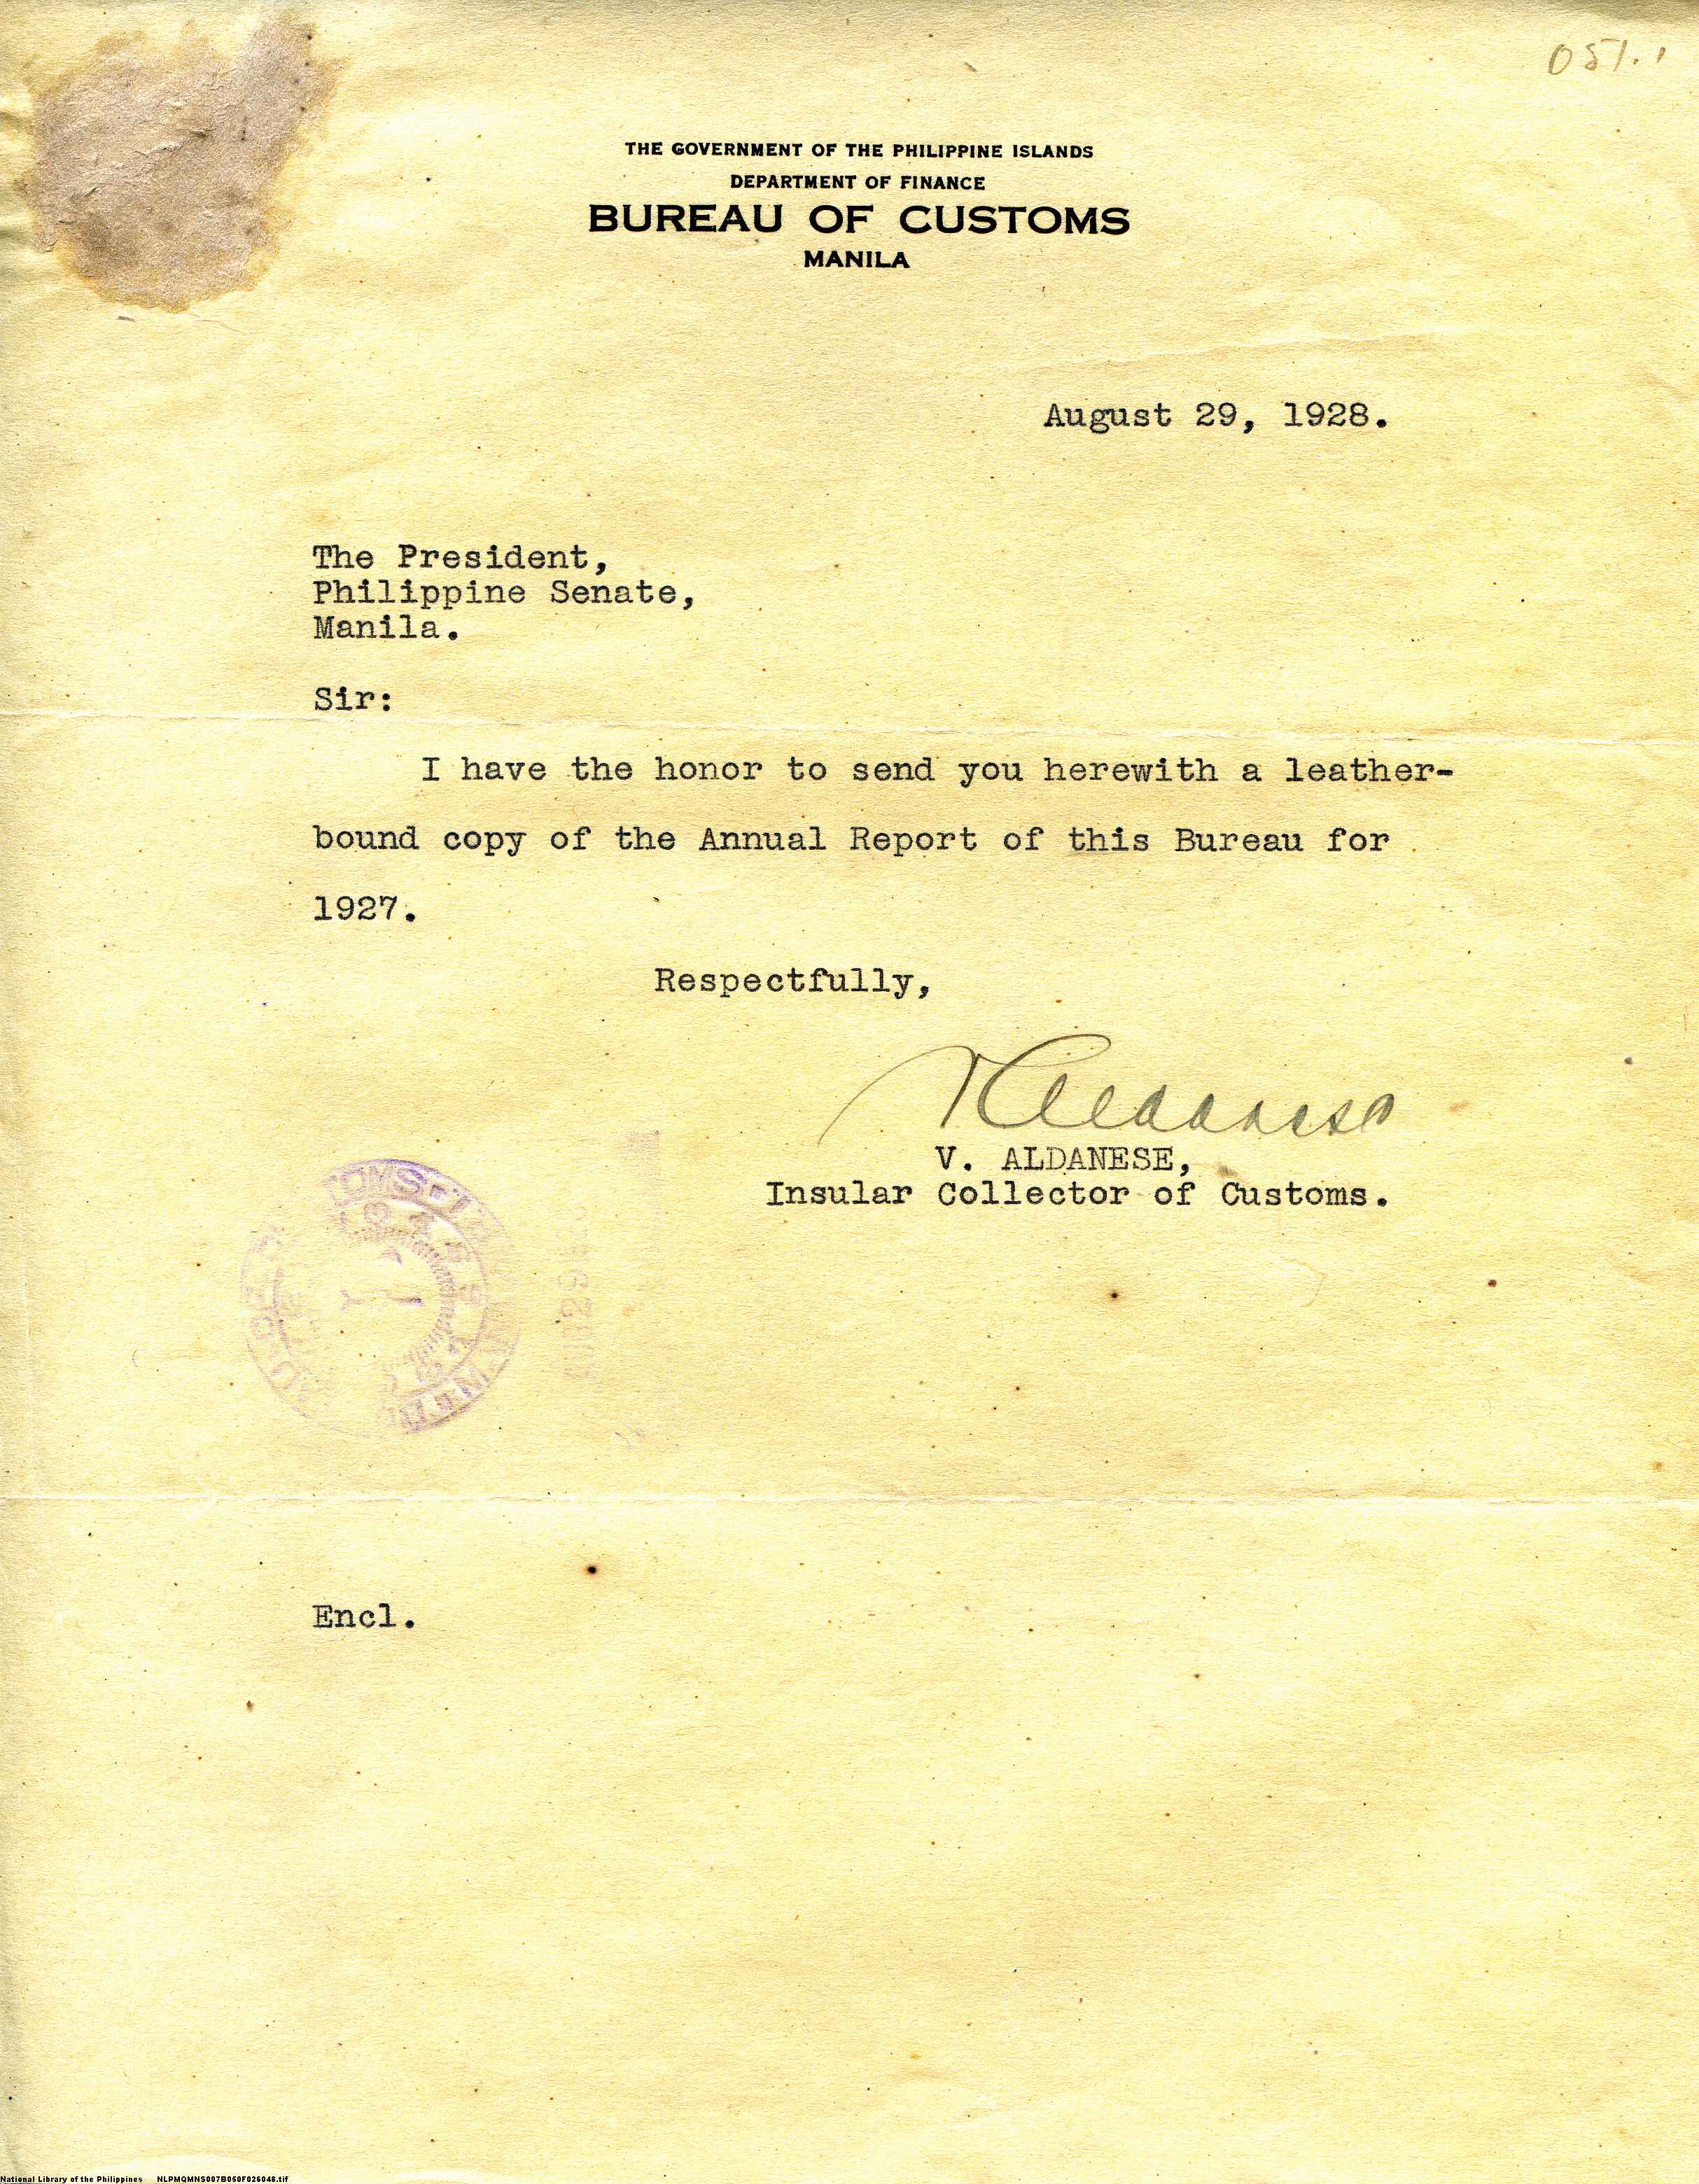 051.1
THE GOVERNMENT OF THE PHILIPPINE ISLANDS
DEPARTMENT OF FINANCE
BUREAU OF CUSTOMS
MANILA
August 29, 1928.
The President,
Philippine Senate,
Manila.
Sir:
I have the honor to send you herewith a leather-
bound copy of the Annual Report of this Bureau for
1927.
Respectfully,
V. ALDANESE,
Insular Collector of Customs.
Encl.
National Library of the Philippines NLPMQMNS007B060F026048.tif